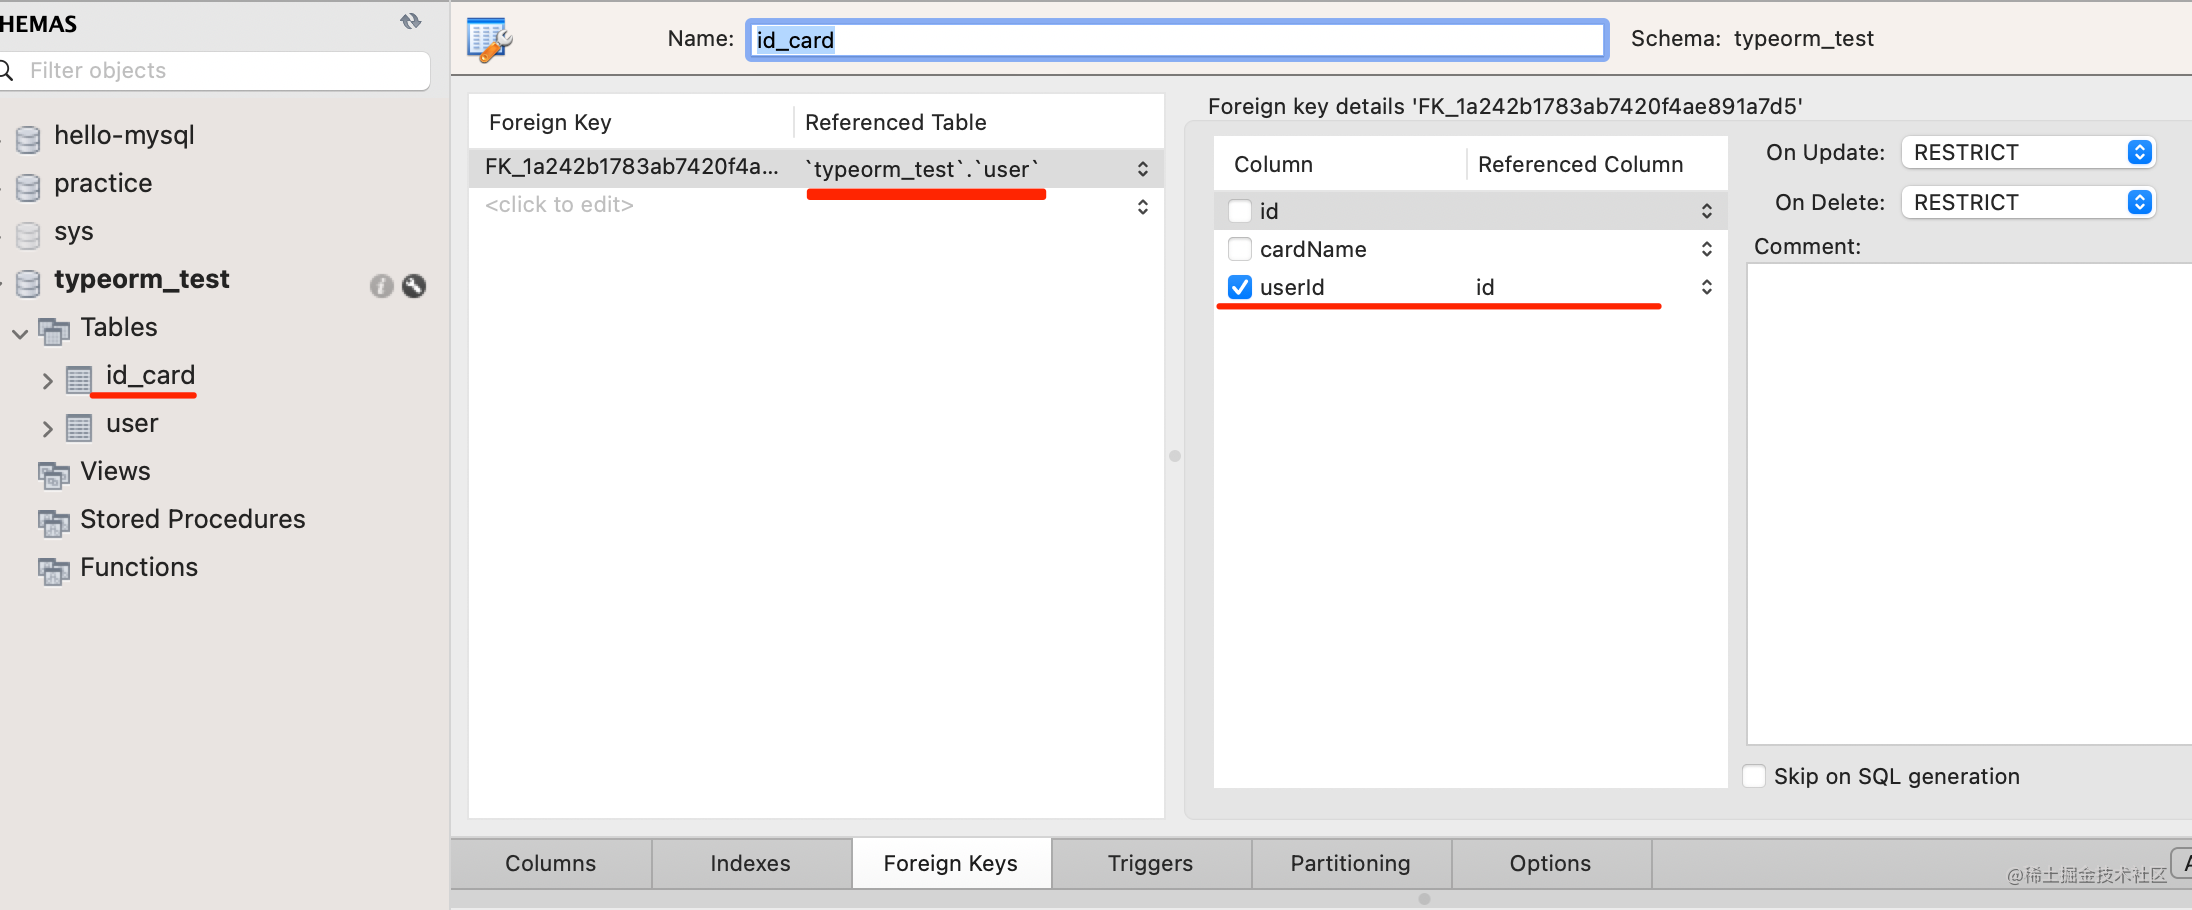 HEMAS
Filter objects
hello-mysql
practice
sys
typeorm_test
Tables
id_card
user
Views
Stored Procedures
Functions
Name: id_card
Schema: typeorm_test
Foreign Key Referenced Table
FK_1a242b1783ab7420f4a... `typeorm_test`.`user`
<click to edit>
Foreign key details 'FK_1a242b1783ab7420f4ae891a7d5'
Column Referenced Column
id
cardName
userId id
On Update: RESTRICT
On Delete: RESTRICT
Comment:
Skip on SQL generation
Columns Indexes Foreign Keys Triggers Partitioning Options
A
@稀土掘金技术社区